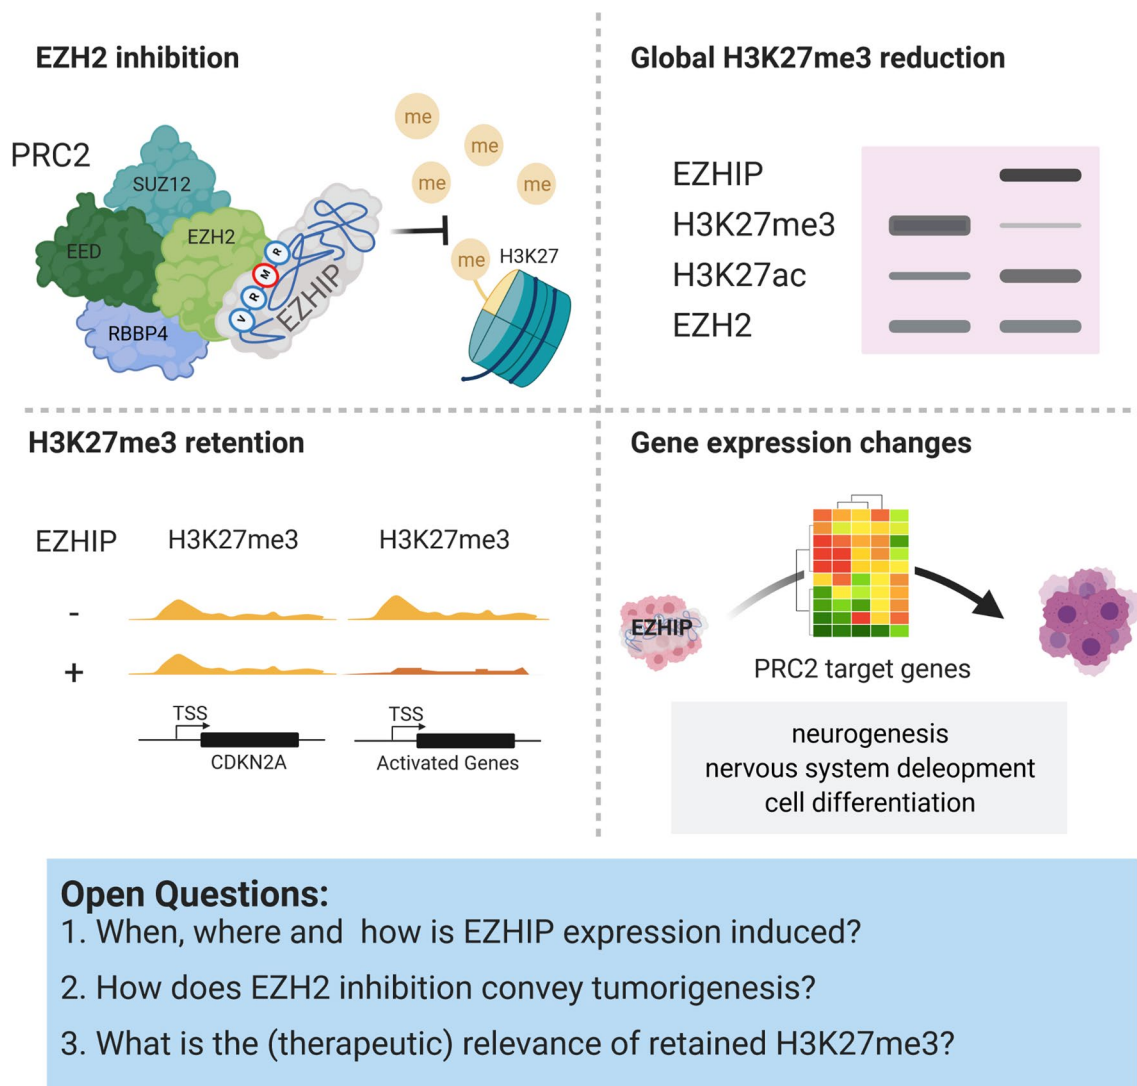 EZH2 inhibition
PRC2
SUZ12
EED
EZH2
RBBP4
V
R
M
R
EZHIP
me
me
me
me
me
H3K27
Global H3K27me3 reduction
EZHIP
H3K27me3
H3K27ac
EZH2
H3K27me3 retention
EZHIP
H3K27me3
H3K27me3
-
+
TSS
CDKN2A
TSS
Activated Genes
Gene expression changes
EZHIP
PRC2 target genes
neurogenesis
nervous system deleopment
cell differentiation
Open Questions:
1. When, where and  how is EZHIP expression induced?
2. How does EZH2 inhibition convey tumorigenesis?
3. What is the (therapeutic) relevance of retained H3K27me3?